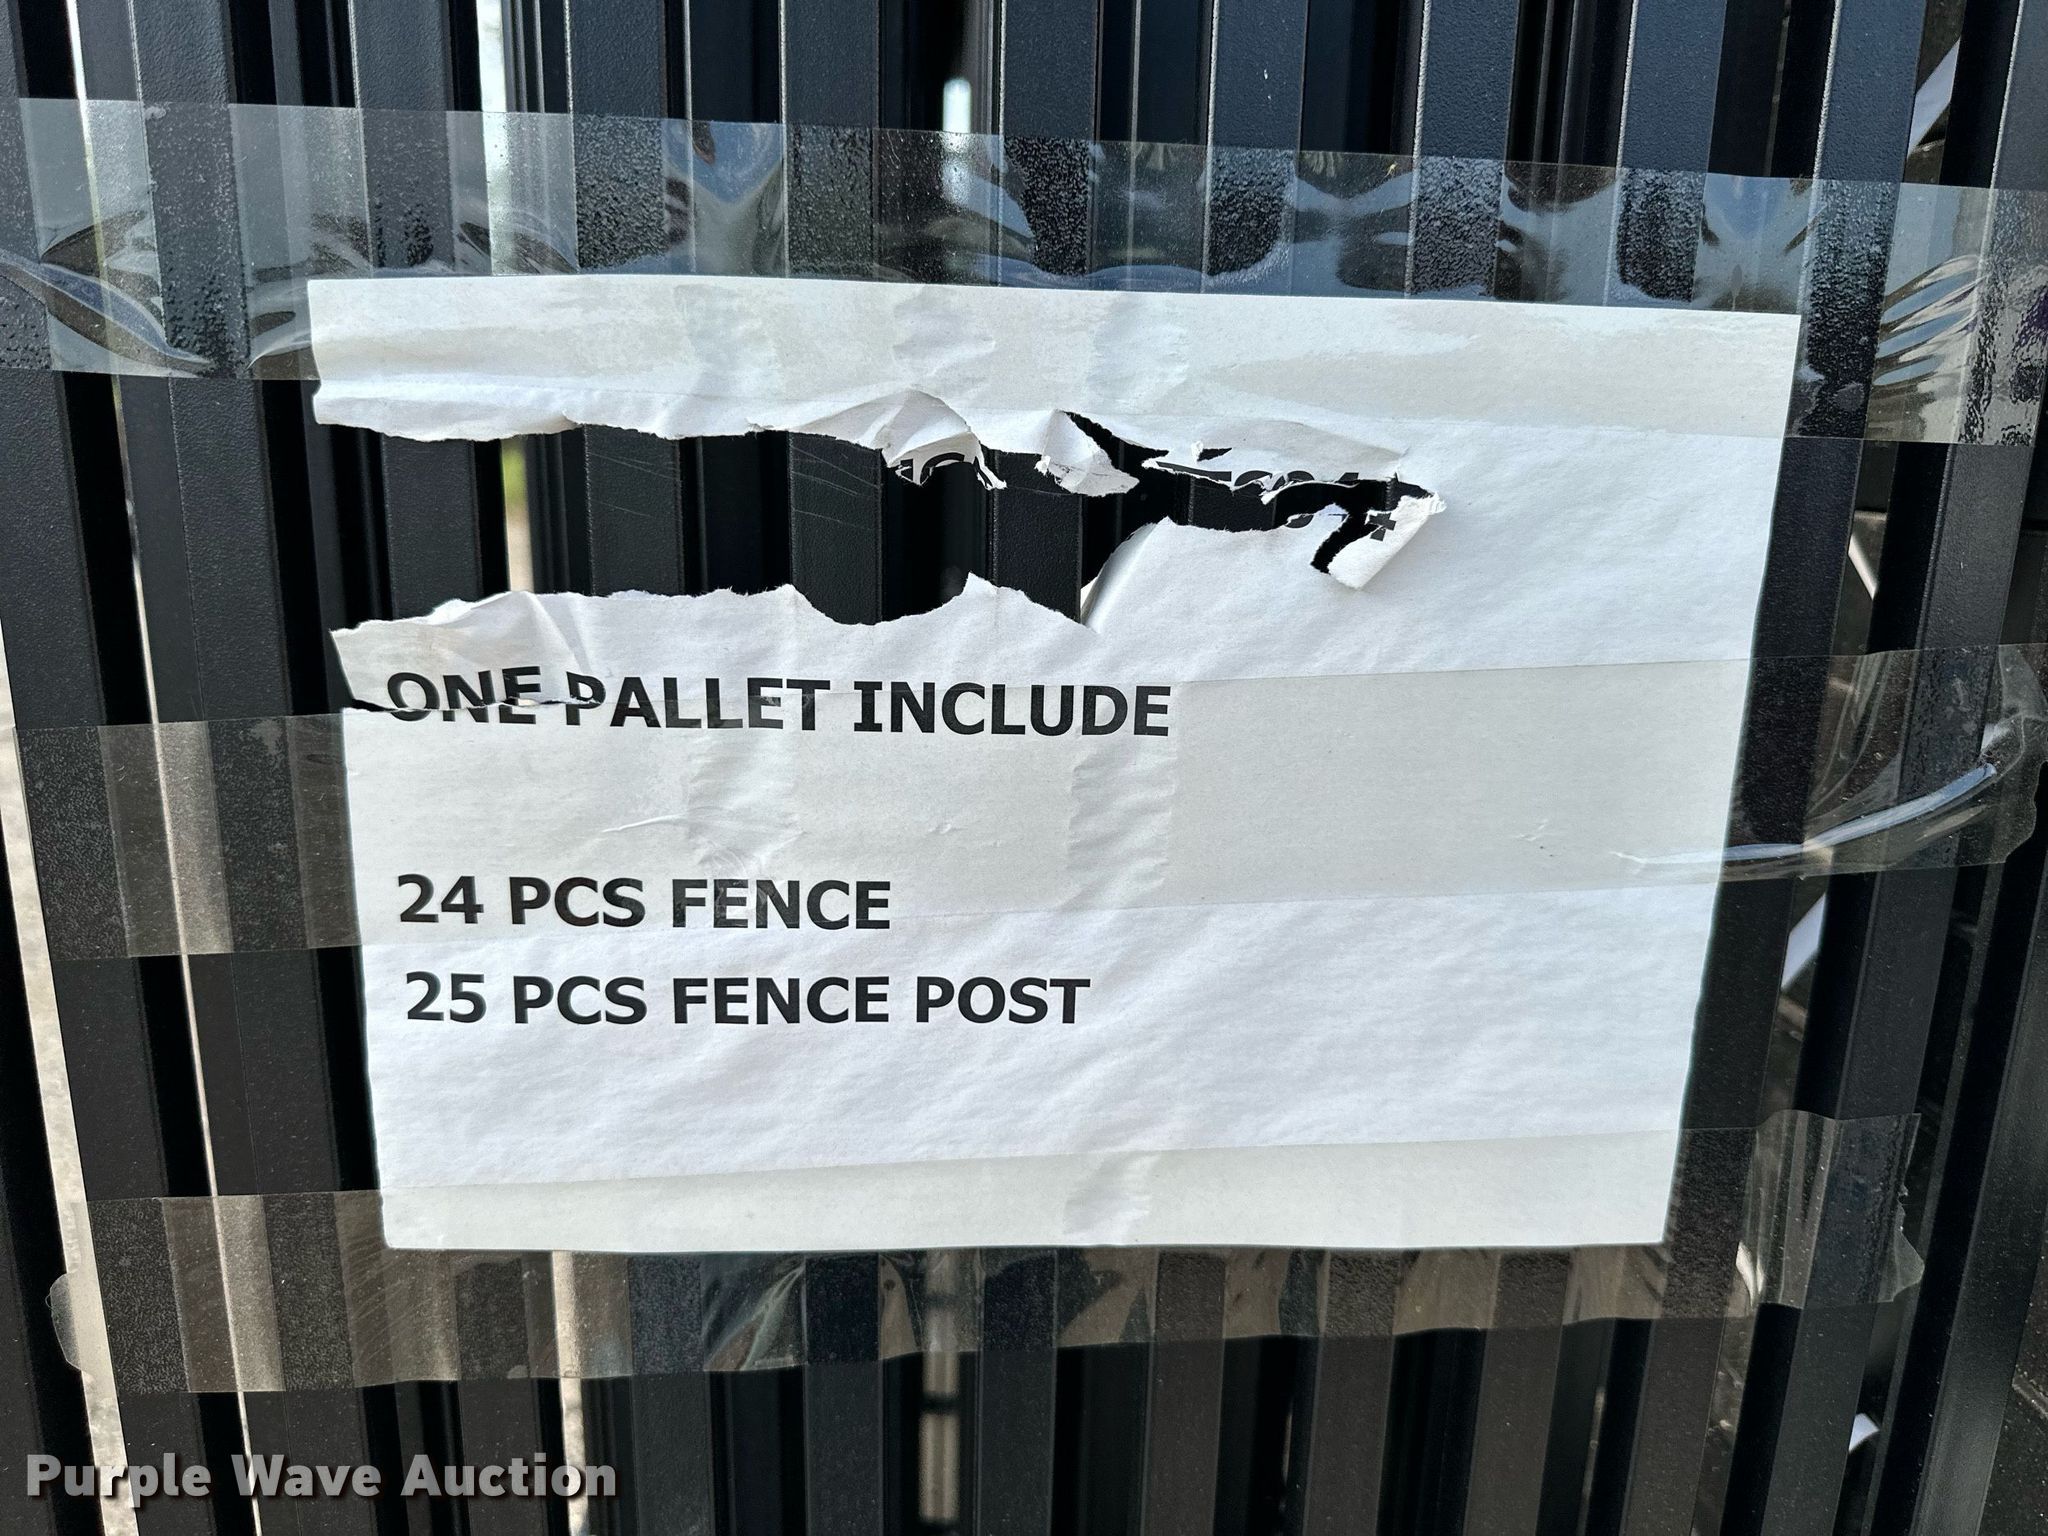 ONE PALLET INCLUDE
24 PCS FENCE
25 PCS FENCE POST
Purple Wave Auction